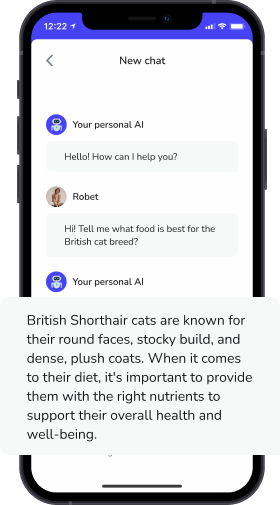 12:22
New chat
Your personal AI
Hello! How can I help you?
Robet
Hi! Tell me what food is best for the
British cat breed?
Your personal AI
British Shorthair cats are known for
their round faces, stocky build, and
dense, plush coats. When it comes
to their diet, it's important to provide
them with the right nutrients to
support their overall health and
well-being.